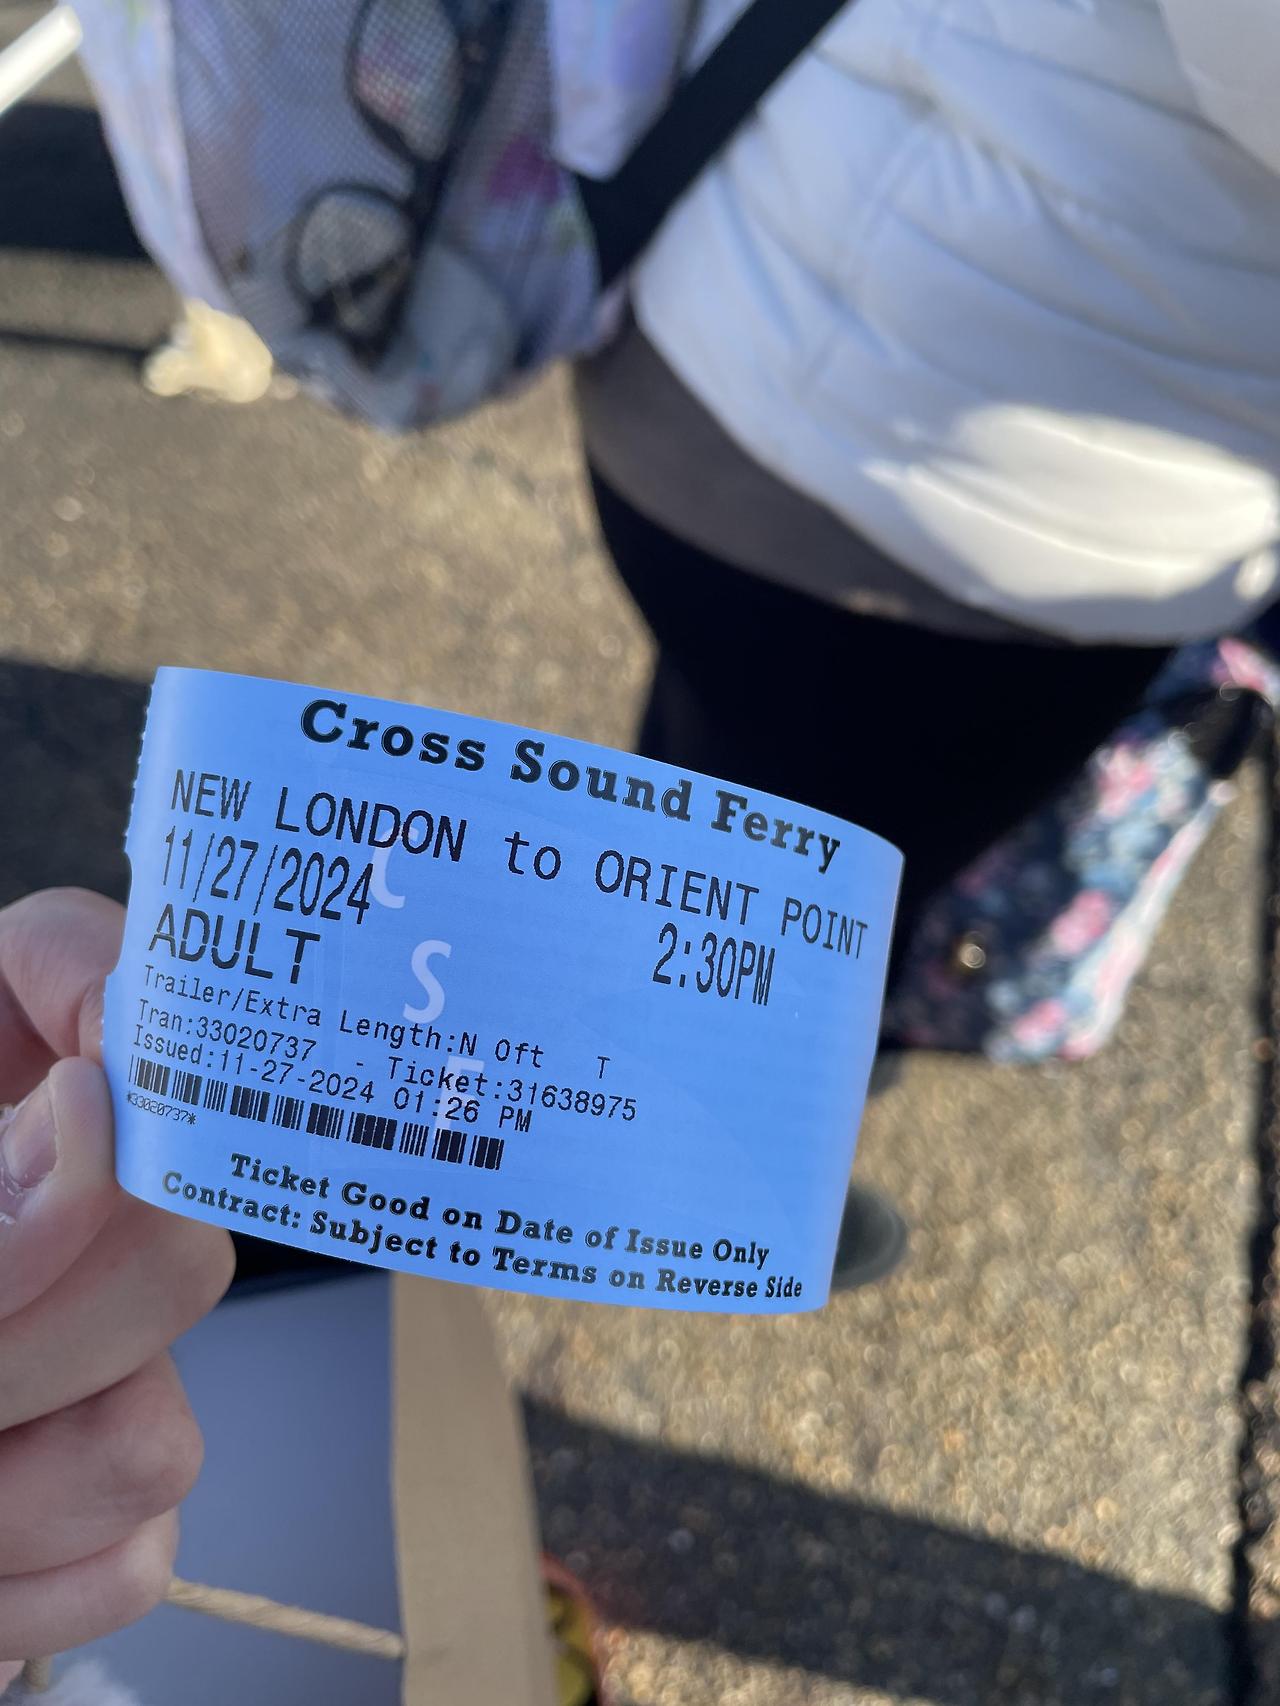 Cross Sound Ferry
NEW LONDON to ORIENT POINT
11/27/2024 2:30PM
ADULT
Trailer/Extra Length:N 0ft T
Tran:33020737 - Ticket:31638975
Issued:11-27-2024 01:26 PM
*33020737*
Ticket Good on Date of Issue Only
Contract: Subject to Terms on Reverse Side
C
S
F